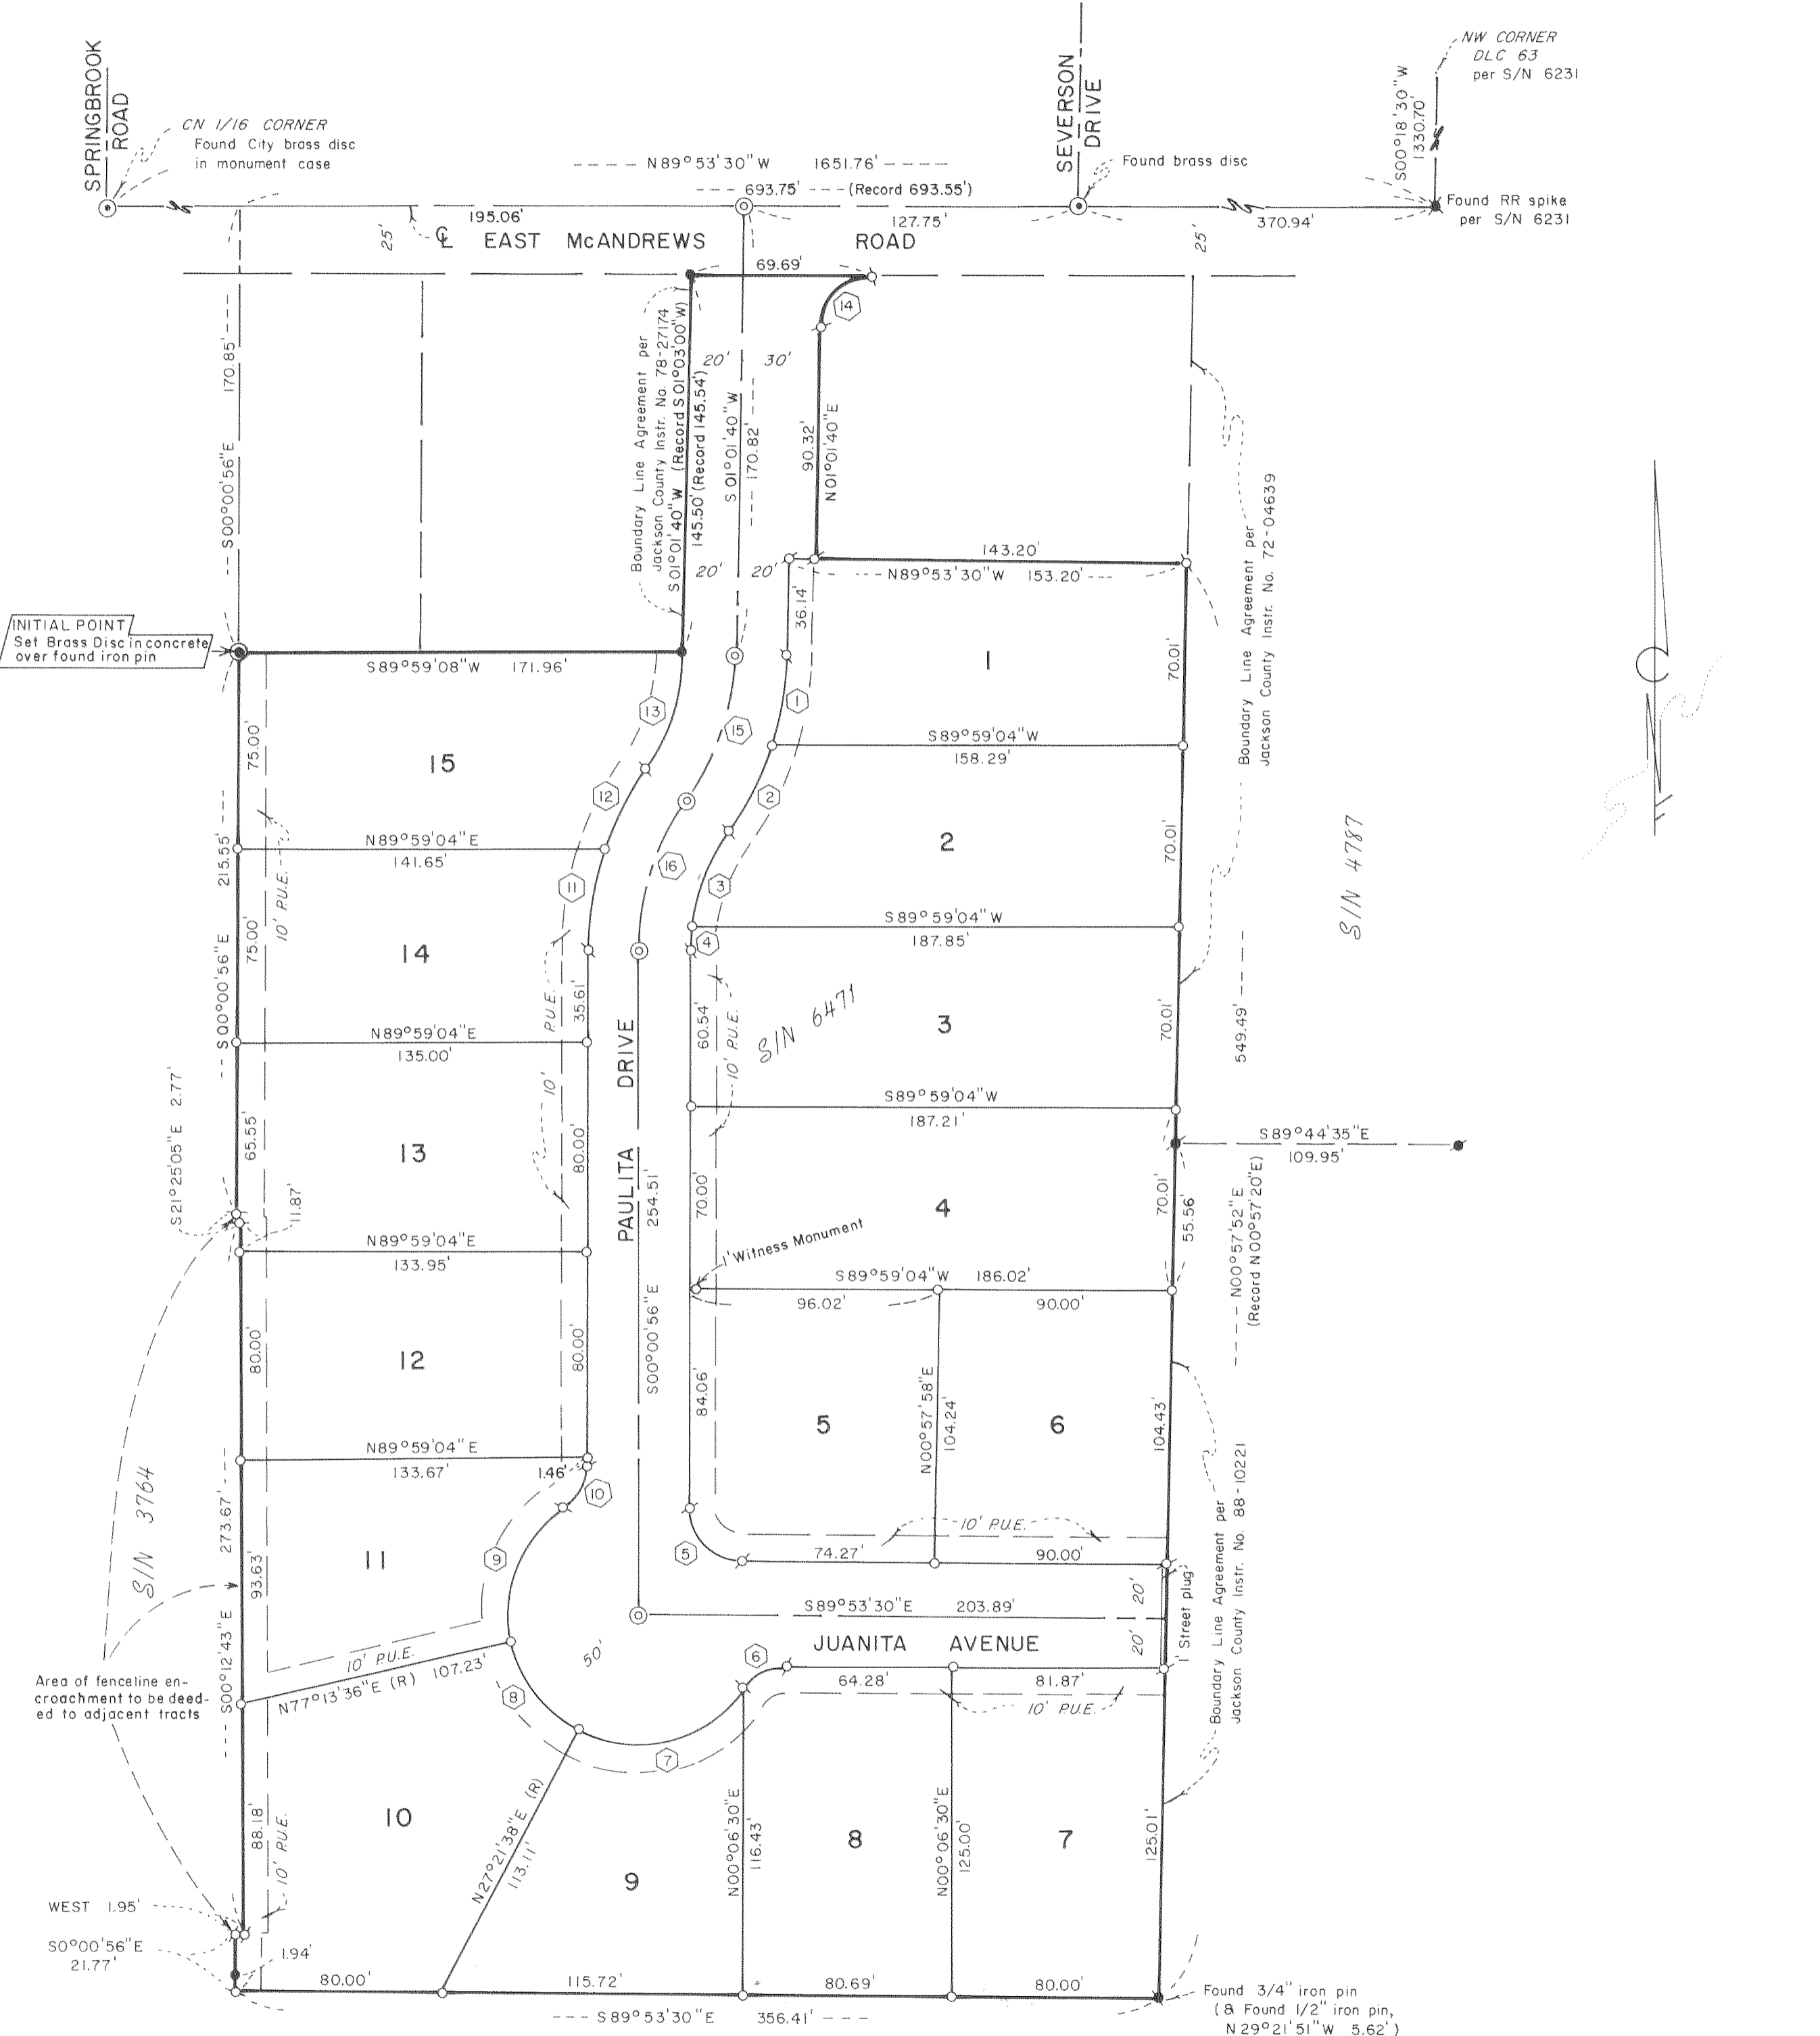 SPRINGBROOK
ROAD
CN 1/16 CORNER
Found City brass disc
in monument case
N89°53'30"W 1651.76'
693.75' (Record 693.55')
SEVERSON
DRIVE
Found brass disc
NW CORNER
DLC 63
per S/N 6231
S00°18'30"W
1330.70'
Found RR spike
per S/N 6231
195.06'
127.75'
370.94'
25'
℄ EAST McANDREWS ROAD
25'
69.69'
14
170.85'
S00°00'56"E
Boundary Line Agreement per
Jackson County Instr. No. 78-27174
S01°01'40"W (Record S01°03'00"W)
145.50' (Record 145.54')
20' 30'
S01°01'40"W
170.82'
90.32'
N01°01'40"E
20' 20'
143.20'
N89°53'30"W 153.20'
36.14'
Boundary Line Agreement per
Jackson County Instr. No. 72-04639
INITIAL POINT
Set Brass Disc in concrete
over found iron pin
S89°59'08"W 171.96'
1
70.01'
13
1
15
75.00'
15
S89°59'04"W
158.29'
12
2
10' P.U.E.
215.55'
S00°00'56"E
N89°59'04"E
141.65'
16
11
3
2
70.01'
S/N 4787
75.00'
14
S89°59'04"W
187.85'
4
P.U.E.
10'
35.61'
60.54'
10' P.U.E.
S/N 6471
3
70.01'
549.49'
N89°59'04"E
135.00'
PAULITA DRIVE
S89°59'04"W
187.21'
S89°44'35"E
109.95'
S21°25'05"E 2.77'
65.55'
11.87'
13
80.00'
254.51'
S00°00'56"E
70.00'
4
70.01'
55.56'
N00°57'52"E
(Record N00°57'20"E)
1' Witness Monument
N89°59'04"E
133.95'
S89°59'04"W 186.02'
96.02'
90.00'
80.00'
12
80.00'
84.06'
5
N00°57'58"E
104.24'
6
104.43'
N89°59'04"E
133.67'
1.46'
10
S/N 3764
273.67'
S00°12'43"E
93.63'
11
9
5
10' P.U.E.
74.27'
90.00'
Boundary Line Agreement per
Jackson County Instr. No. 88-10221
S89°53'30"E 203.89'
20'
20'
1' Street plug
JUANITA AVENUE
50'
6
64.28'
81.87'
10' P.U.E.
Area of fenceline en-
croachment to be deed-
ed to adjacent tracts
10' P.U.E.
N77°13'36"E (R) 107.23'
8
7
88.18'
10' P.U.E.
10
N27°21'38"E (R)
113.11'
9
N00°06'30"E
116.43'
8
N00°06'30"E
125.00'
7
125.01'
WEST 1.95'
S0°00'56"E
21.77'
1.94'
80.00'
115.72'
80.69'
80.00'
S89°53'30"E 356.41'
Found 3/4" iron pin
(& Found 1/2" iron pin,
N29°21'51"W 5.62')